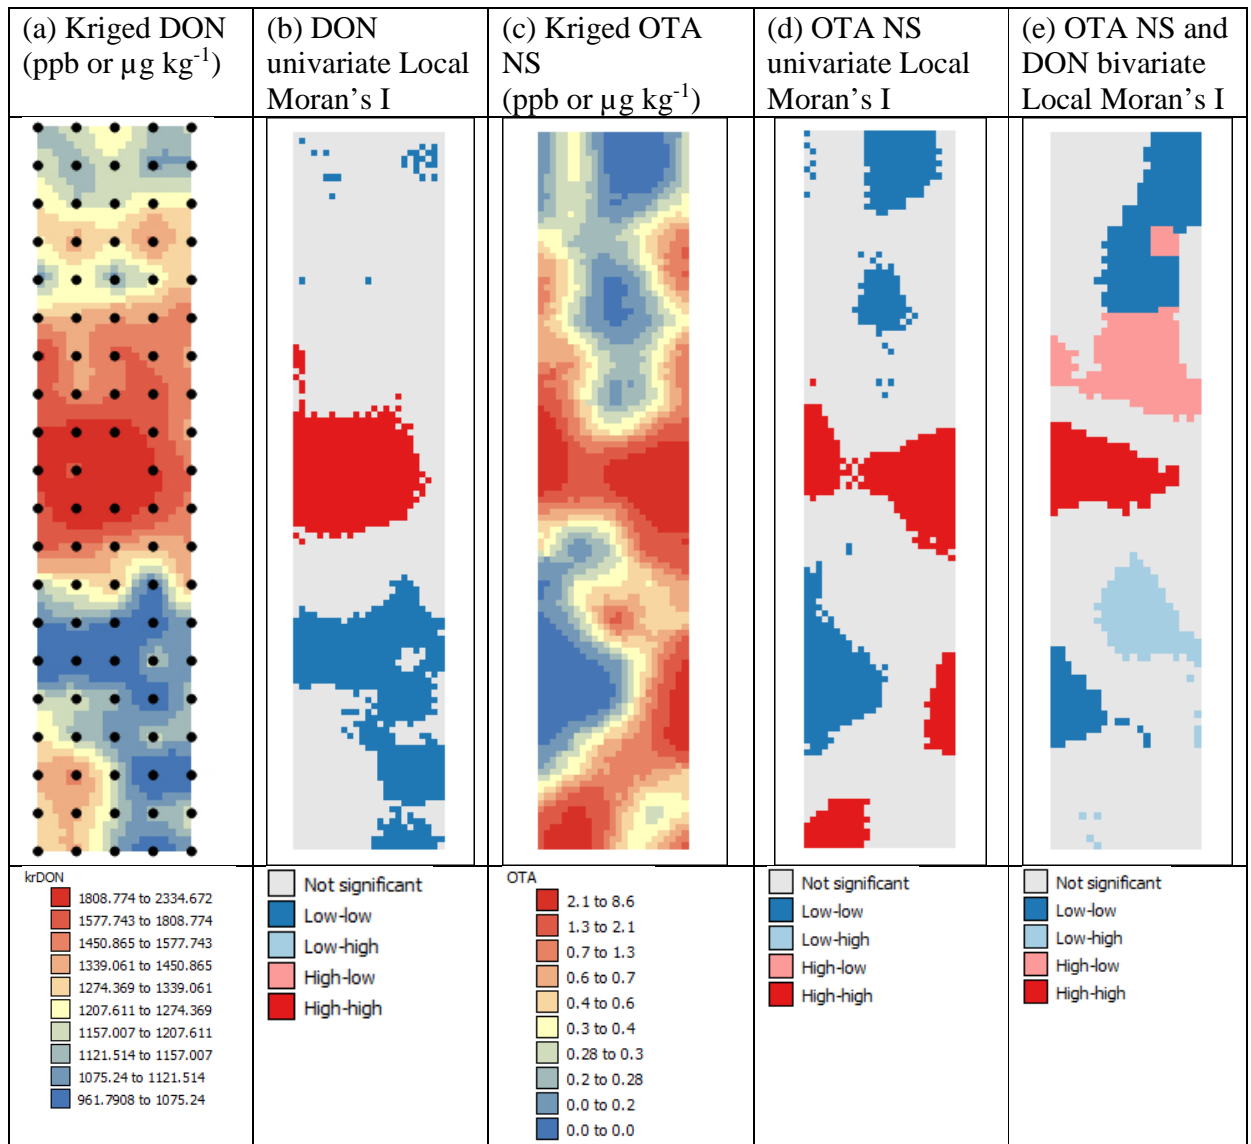 (a) Kriged DON
(ppb or µg kg-1)
(b) DON
univariate Local
Moran’s I
(c) Kriged OTA
NS
(ppb or µg kg-1)
(d) OTA NS
univariate Local
Moran’s I
(e) OTA NS and
DON bivariate
Local Moran’s I
krDON
1808.774 to 2334.672
1577.743 to 1808.774
1450.865 to 1577.743
1339.061 to 1450.865
1274.369 to 1339.061
1207.611 to 1274.369
1157.007 to 1207.611
1121.514 to 1157.007
1075.24 to 1121.514
961.7908 to 1075.24
Not significant
Low-low
Low-high
High-low
High-high
OTA
2.1 to 8.6
1.3 to 2.1
0.7 to 1.3
0.6 to 0.7
0.4 to 0.6
0.3 to 0.4
0.28 to 0.3
0.2 to 0.28
0.0 to 0.2
0.0 to 0.0
Not significant
Low-low
Low-high
High-low
High-high
Not significant
Low-low
Low-high
High-low
High-high